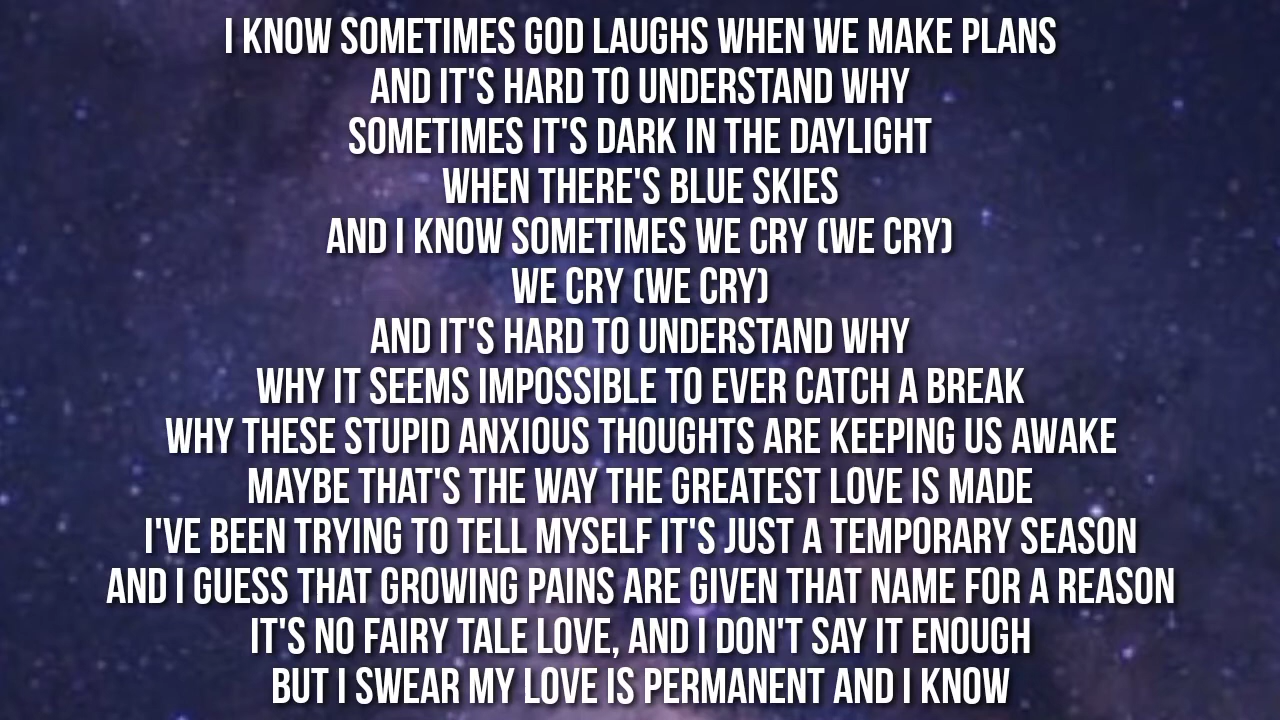 I KNOW SOMETIMES GOD LAUGHS WHEN WE MAKE PLANS
AND IT'S HARD TO UNDERSTAND WHY
SOMETIMES IT'S DARK IN THE DAYLIGHT
WHEN THERE'S BLUE SKIES
AND I KNOW SOMETIMES WE CRY (WE CRY)
WE CRY (WE CRY)
AND IT'S HARD TO UNDERSTAND WHY
WHY IT SEEMS IMPOSSIBLE TO EVER CATCH A BREAK
WHY THESE STUPID ANXIOUS THOUGHTS ARE KEEPING US AWAKE
MAYBE THAT'S THE WAY THE GREATEST LOVE IS MADE
I'VE BEEN TRYING TO TELL MYSELF IT'S JUST A TEMPORARY SEASON
AND I GUESS THAT GROWING PAINS ARE GIVEN THAT NAME FOR A REASON
IT'S NO FAIRY TALE LOVE, AND I DON'T SAY IT ENOUGH
BUT I SWEAR MY LOVE IS PERMANENT AND I KNOW